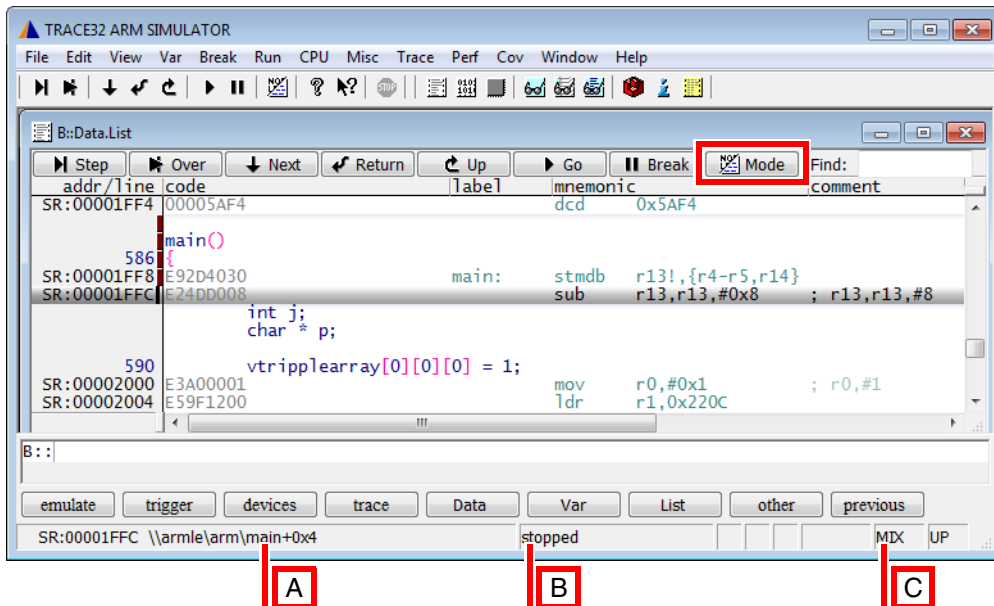 TRACE32 ARM SIMULATOR
File Edit View Var Break Run CPU Misc Trace Perf Cov Window Help
B::Data.List
Step Over Next Return Up Go Break Mode Find:
addr/line code label mnemonic comment
SR:00001FF4 00005AF4 dcd 0x5AF4
main()
586 {
SR:00001FF8 E92D4030 main: stmdb r13!,{r4-r5,r14}
SR:00001FFC E24DD008 sub r13,r13,#0x8 ; r13,r13,#8
int j;
char * p;
590 vtripplearray[0][0][0] = 1;
SR:00002000 E3A00001 mov r0,#0x1 ; r0,#1
SR:00002004 E59F1200 ldr r1,0x220C
B::
emulate trigger devices trace Data Var List other previous
SR:00001FFC \\armle\arm\main+0x4 stopped MIX UP
A B C